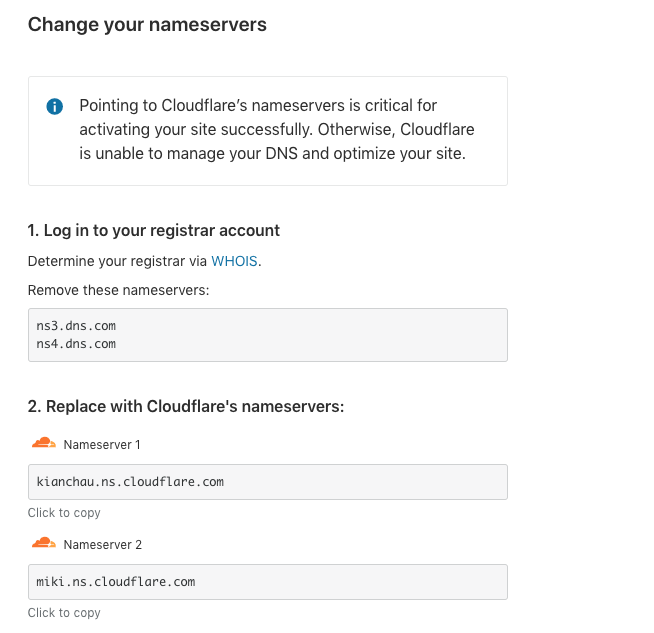 Change your nameservers
Pointing to Cloudflare’s nameservers is critical for
activating your site successfully. Otherwise, Cloudflare
is unable to manage your DNS and optimize your site.
1. Log in to your registrar account
Determine your registrar via WHOIS.
Remove these nameservers:
ns3.dns.com
ns4.dns.com
2. Replace with Cloudflare's nameservers:
Nameserver 1
kianchau.ns.cloudflare.com
Click to copy
Nameserver 2
miki.ns.cloudflare.com
Click to copy